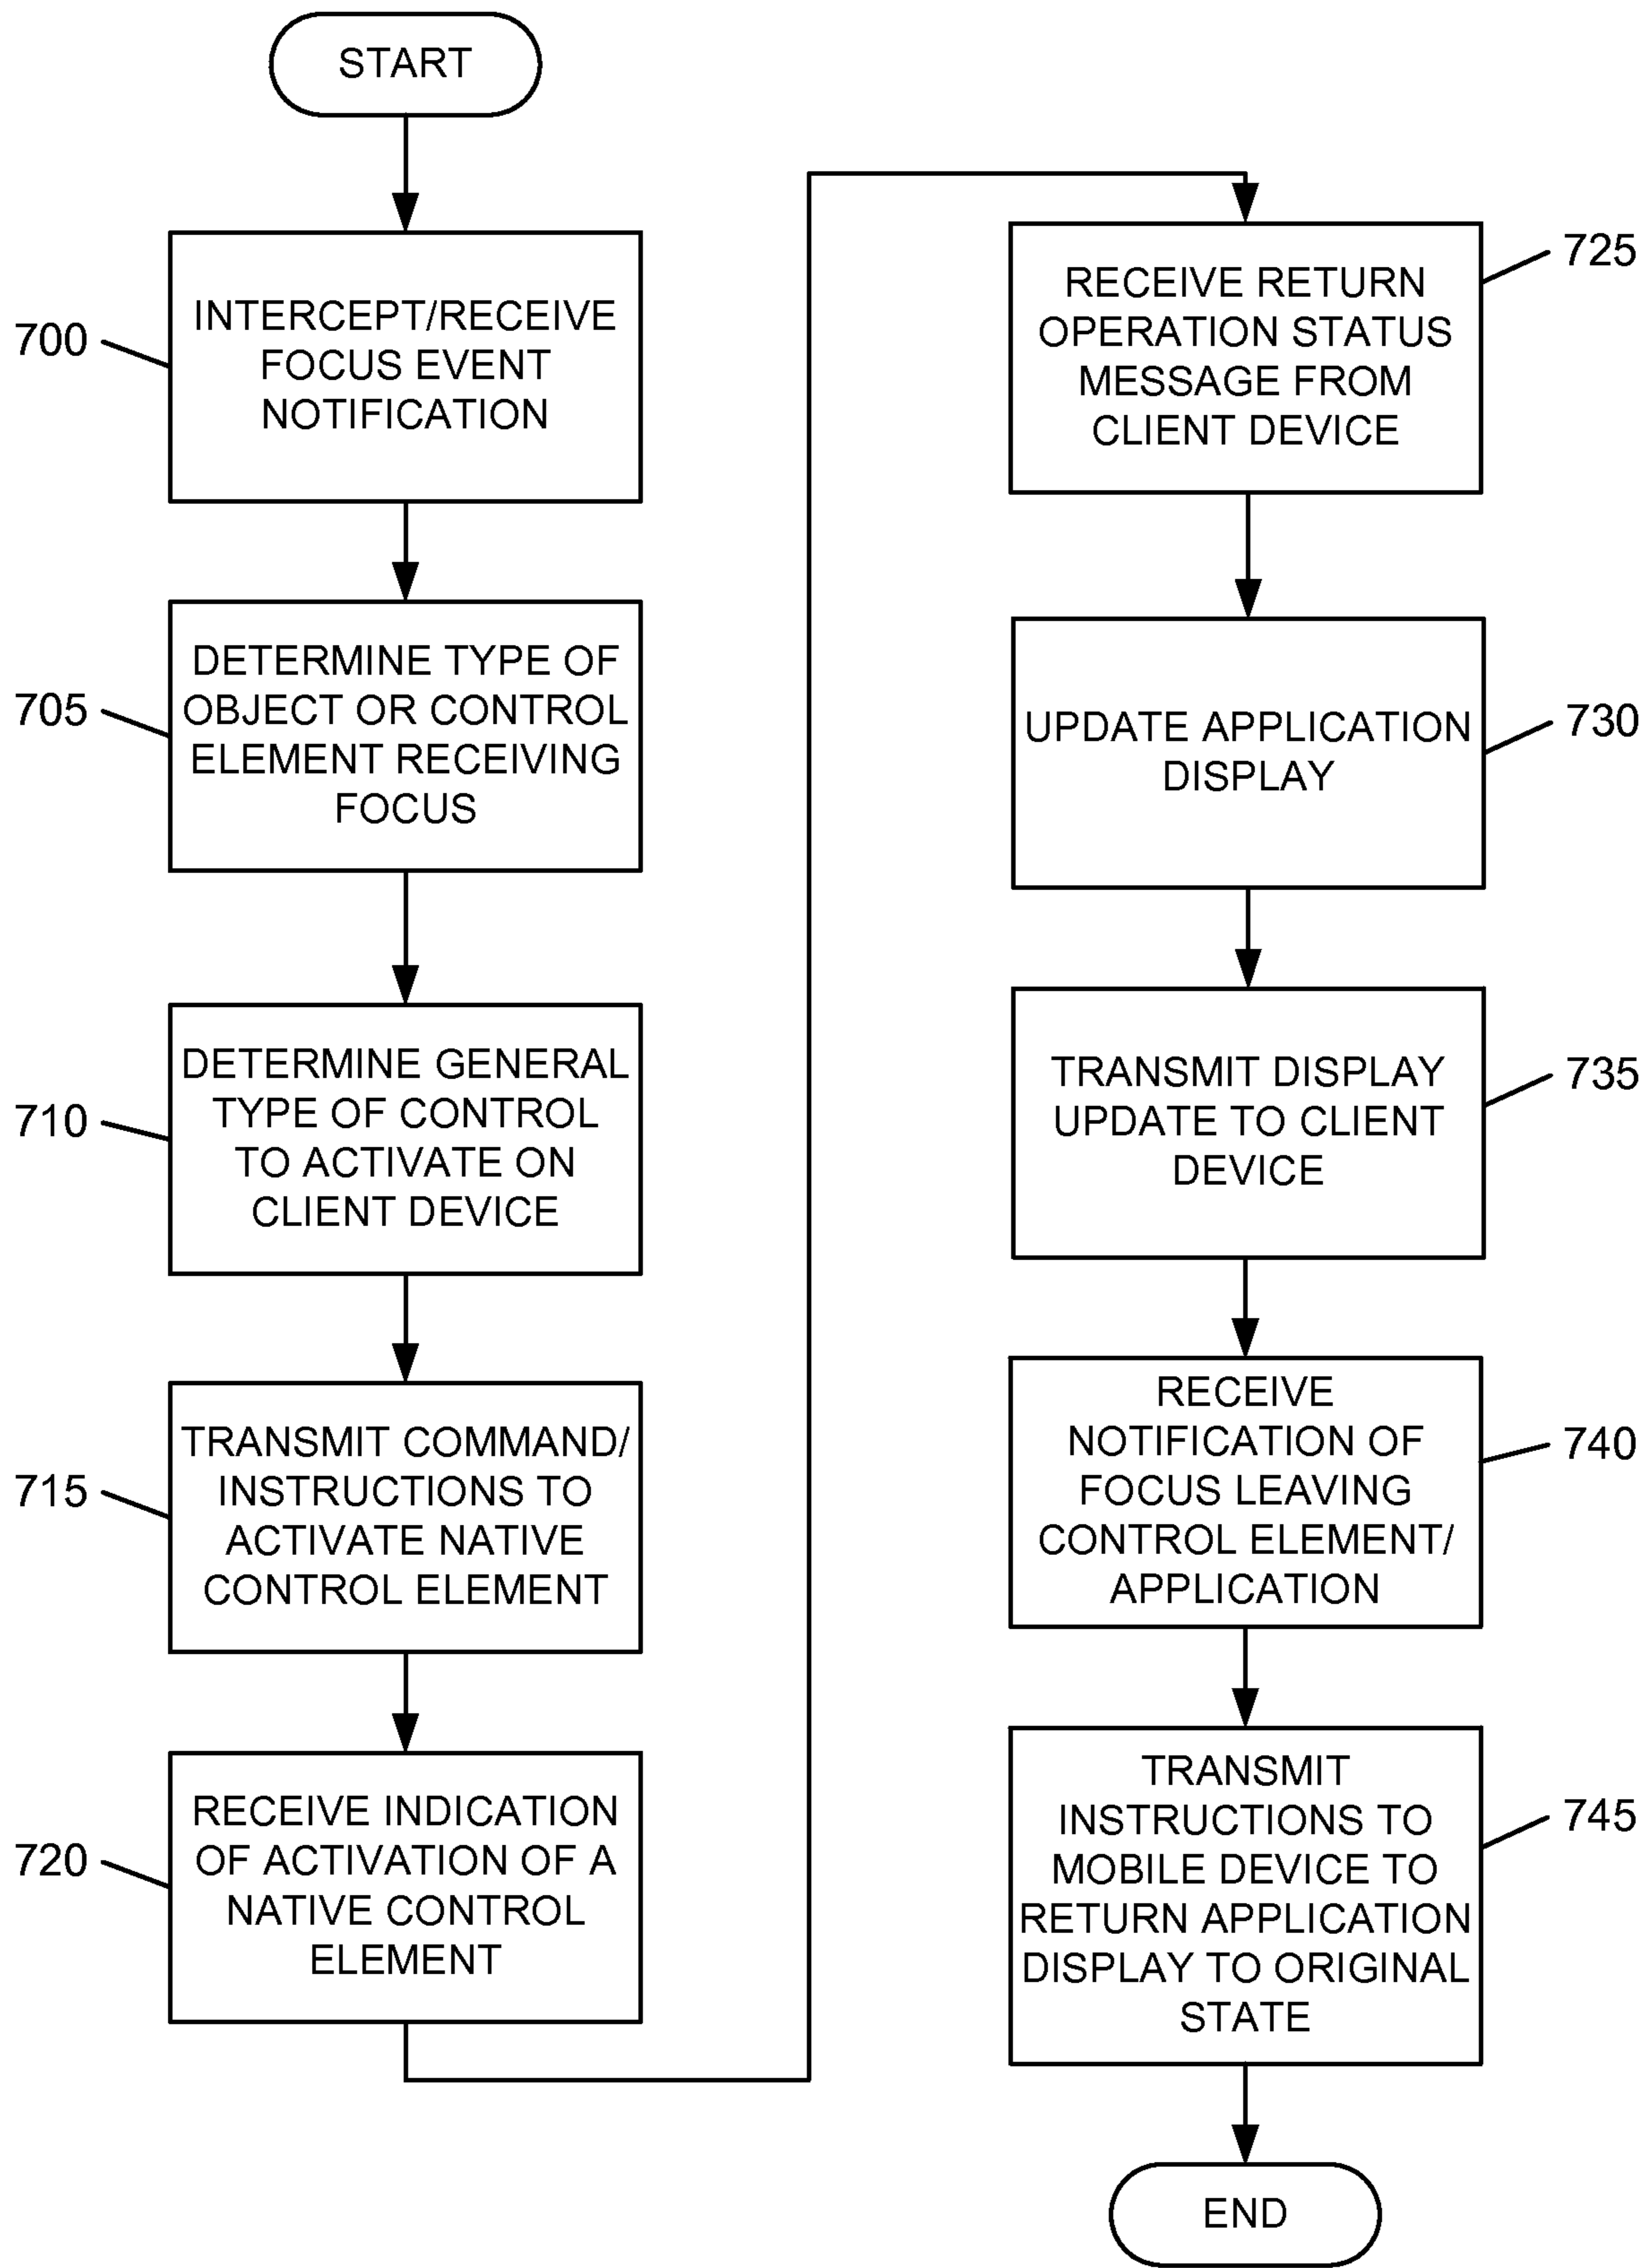 START
700
INTERCEPT/RECEIVE
FOCUS EVENT
NOTIFICATION
705
DETERMINE TYPE OF
OBJECT OR CONTROL
ELEMENT RECEIVING
FOCUS
710
DETERMINE GENERAL
TYPE OF CONTROL
TO ACTIVATE ON
CLIENT DEVICE
715
TRANSMIT COMMAND/
INSTRUCTIONS TO
ACTIVATE NATIVE
CONTROL ELEMENT
720
RECEIVE INDICATION
OF ACTIVATION OF A
NATIVE CONTROL
ELEMENT
725
RECEIVE RETURN
OPERATION STATUS
MESSAGE FROM
CLIENT DEVICE
730
UPDATE APPLICATION
DISPLAY
735
TRANSMIT DISPLAY
UPDATE TO CLIENT
DEVICE
740
RECEIVE
NOTIFICATION OF
FOCUS LEAVING
CONTROL ELEMENT/
APPLICATION
745
TRANSMIT
INSTRUCTIONS TO
MOBILE DEVICE TO
RETURN APPLICATION
DISPLAY TO ORIGINAL
STATE
END